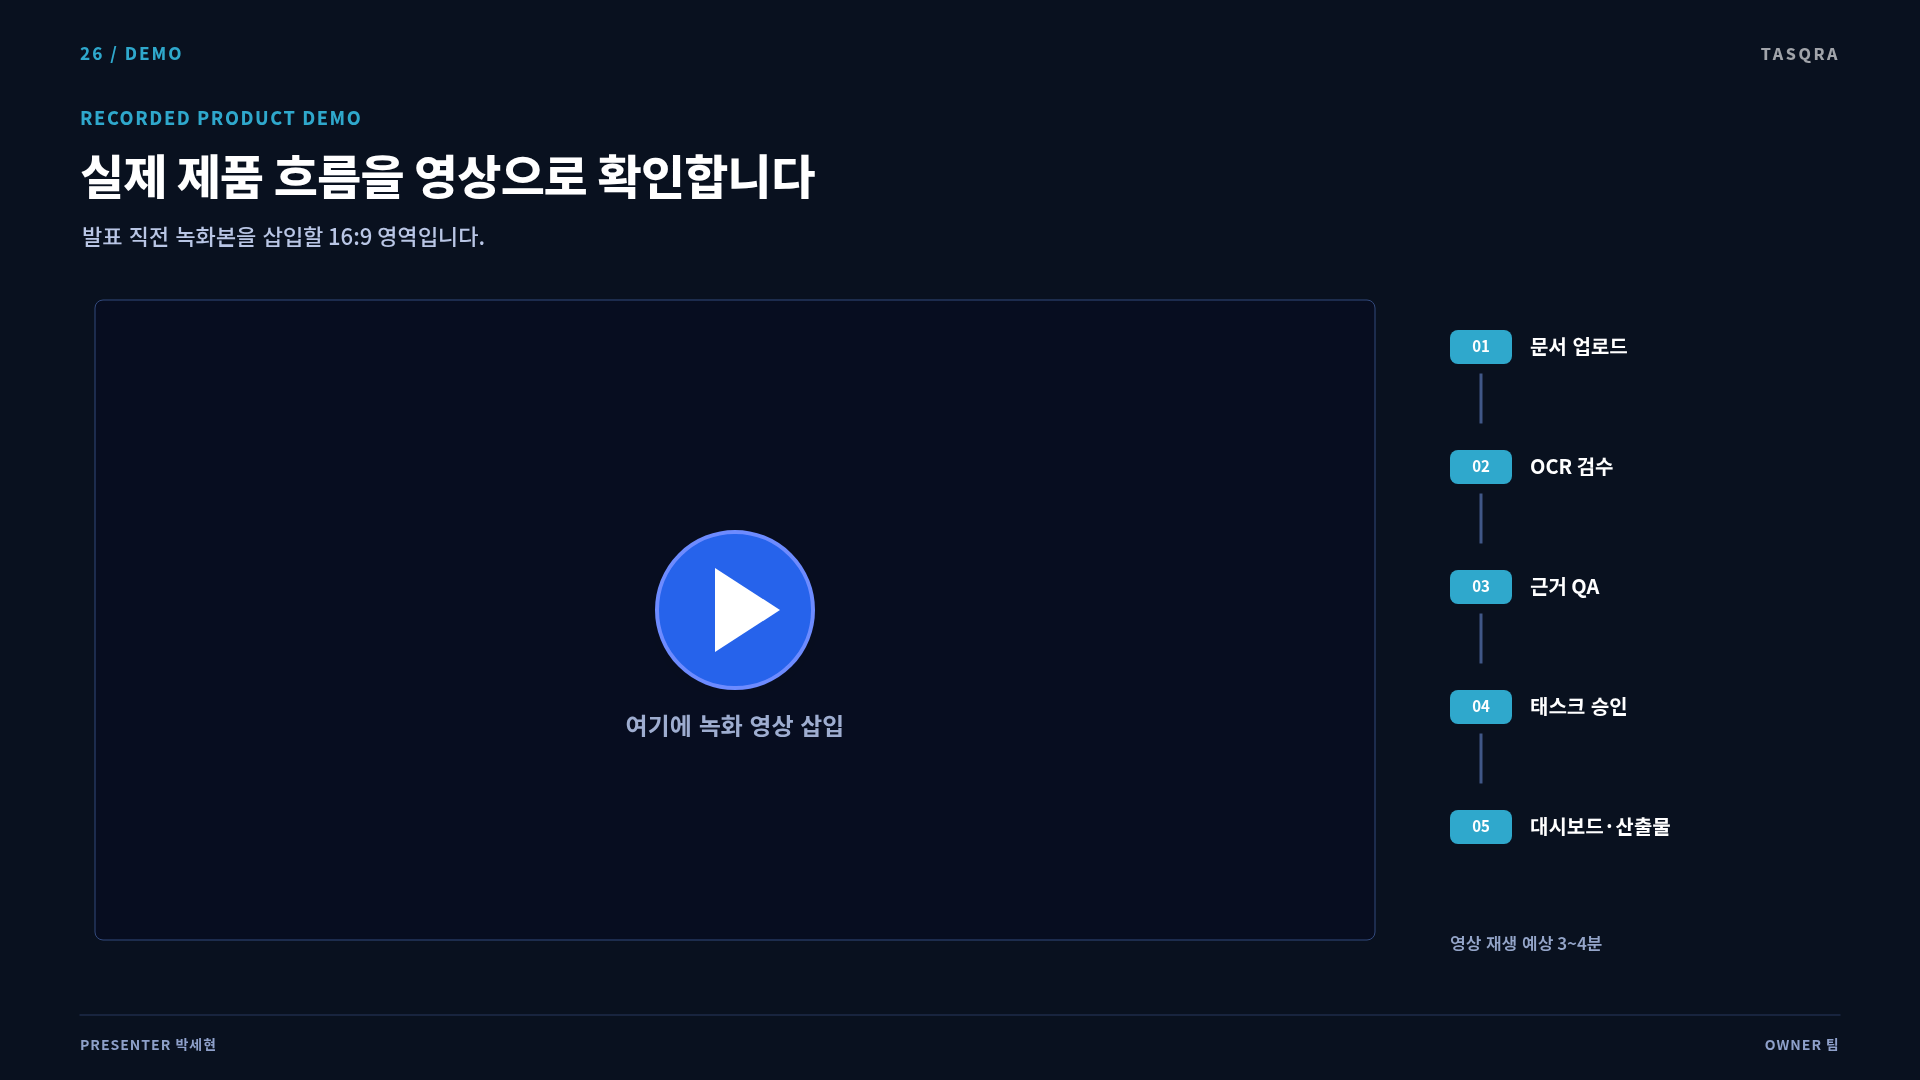 26 / DEMO
TASQRA
RECORDED PRODUCT DEMO
실제 제품 흐름을 영상으로 확인합니다
발표 직전 녹화본을 삽입할 16:9 영역입니다.
여기에 녹화 영상 삽입
01 문서 업로드
02 OCR 검수
03 근거 QA
04 태스크 승인
05 대시보드·산출물
영상 재생 예상 3~4분
PRESENTER 박세현
OWNER 팀